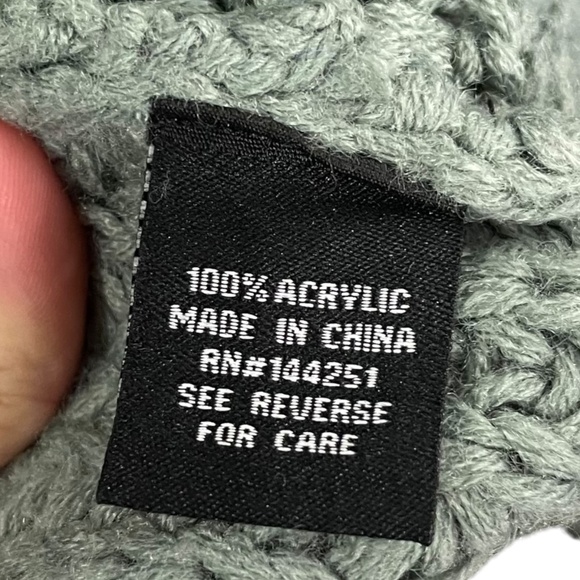 100% ACRYLIC
MADE IN CHINA
RN#144251
SEE REVERSE
FOR CARE